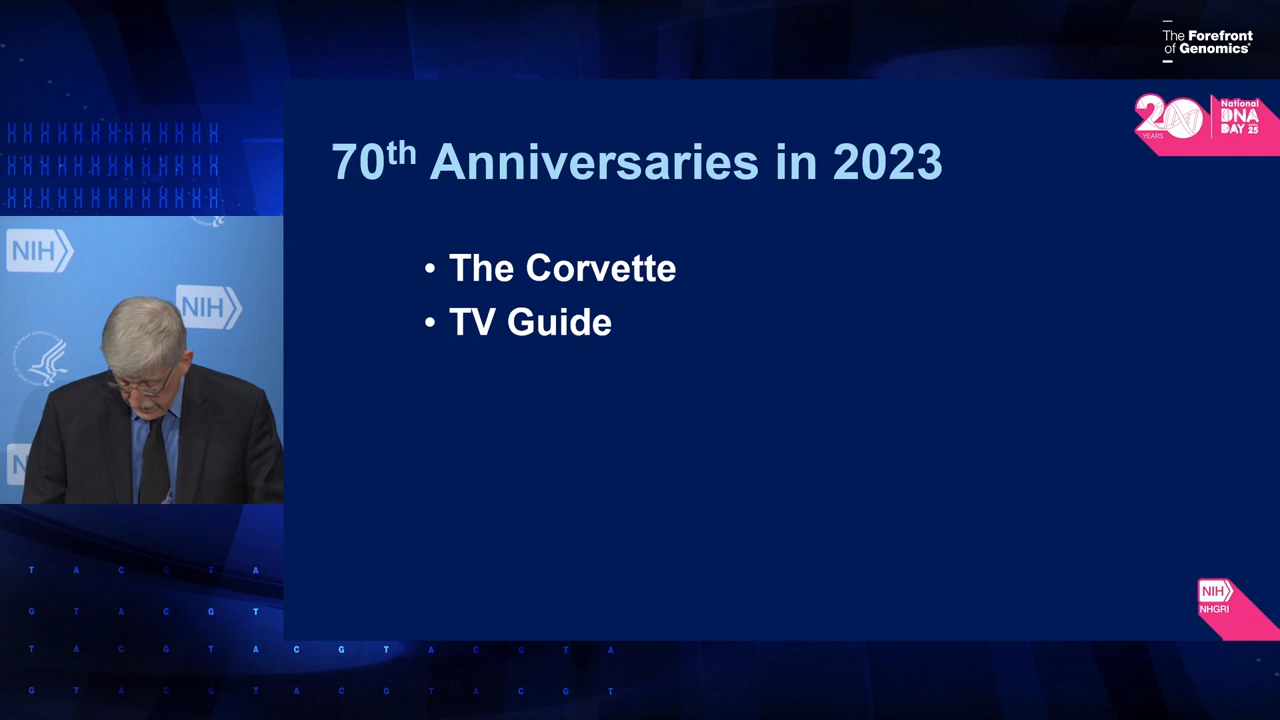 The Forefront
of Genomics®
20
YEARS
National
DNA
DAY APRIL 25
70th Anniversaries in 2023
• The Corvette
• TV Guide
NIH
NIH
N
T A C G T A
G T A C G T
T A C G T A C G T A C G T A
G T A C G T A C G T A C G T
NIH
NHGRI